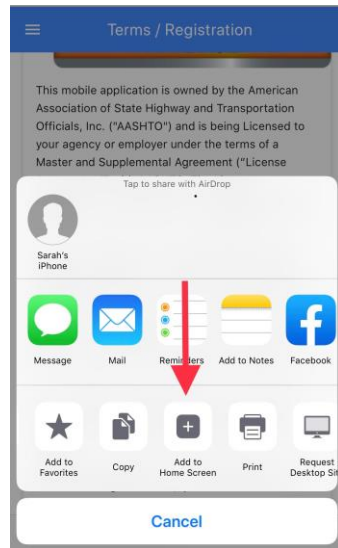 Terms / Registration
This mobile application is owned by the American
Association of State Highway and Transportation
Officials, Inc. ("AASHTO") and is being Licensed to
your agency or employer under the terms of a
Master and Supplemental Agreement ("License
Tap to share with AirDrop
Sarah's
iPhone
Message Mail Reminders Add to Notes Facebook
Add to
Favorites
Copy
Add to
Home Screen
Print
Request
Desktop Sit
Cancel